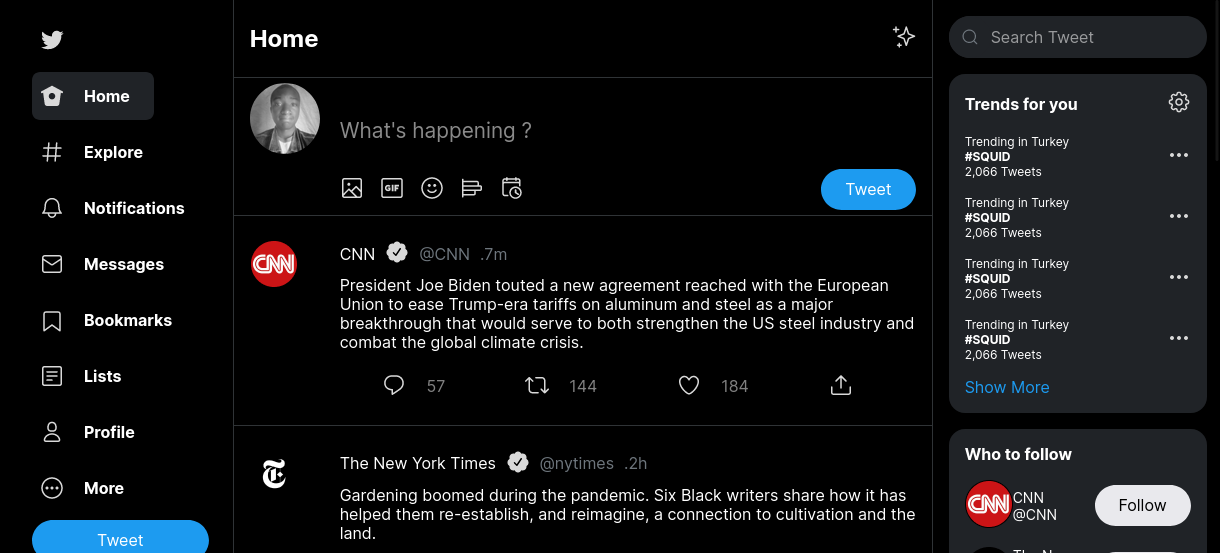 Home
Explore
Notifications
Messages
Bookmarks
Lists
Profile
More
Tweet
Home
What's happening ?
GIF
Tweet
CNN
CNN @CNN .7m
President Joe Biden touted a new agreement reached with the European
Union to ease Trump-era tariffs on aluminum and steel as a major
breakthrough that would serve to both strengthen the US steel industry and
combat the global climate crisis.
57 144 184
The New York Times @nytimes .2h
Gardening boomed during the pandemic. Six Black writers share how it has
helped them re-establish, and reimagine, a connection to cultivation and the
land.
Search Tweet
Trends for you
Trending in Turkey
#SQUID
2,066 Tweets
Trending in Turkey
#SQUID
2,066 Tweets
Trending in Turkey
#SQUID
2,066 Tweets
Trending in Turkey
#SQUID
2,066 Tweets
Show More
Who to follow
CNN
CNN
@CNN
Follow